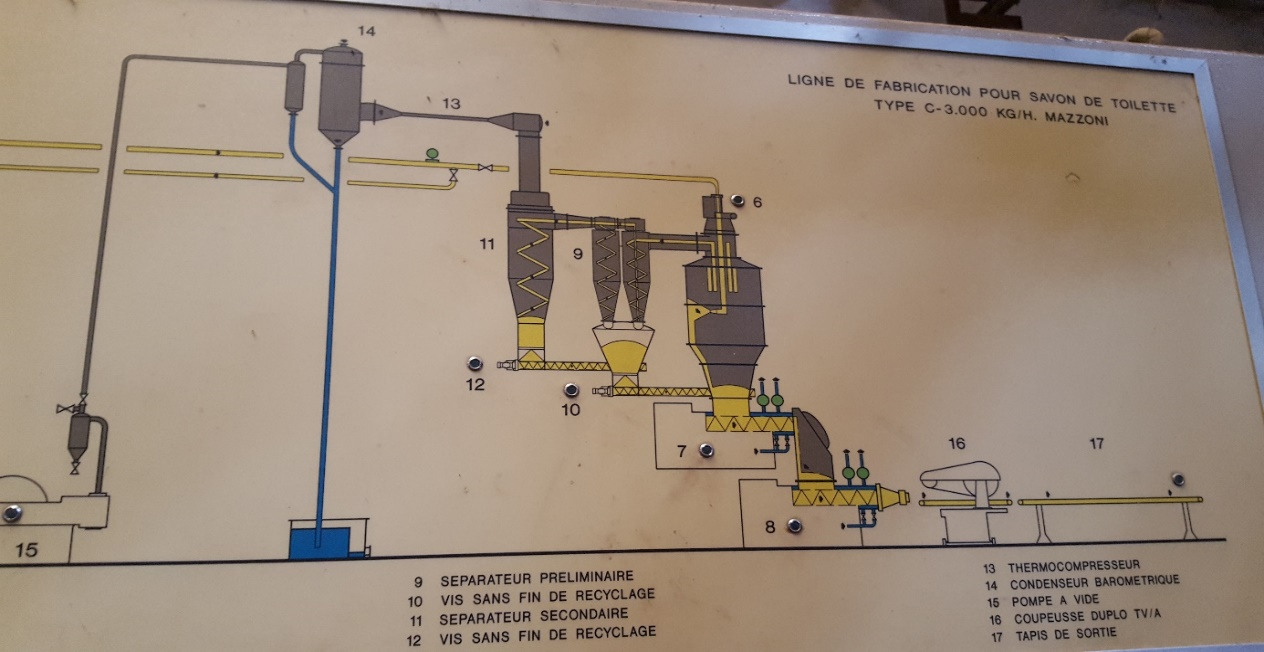 LIGNE DE FABRICATION POUR SAVON DE TOILETTE
TYPE C-3.000 KG/H. MAZZONI
14
13
6
11
9
12
10
7
16
17
8
15
9 SEPARATEUR PRELIMINAIRE
10 VIS SANS FIN DE RECYCLAGE
11 SEPARATEUR SECONDAIRE
12 VIS SANS FIN DE RECYCLAGE
13 THERMOCOMPRESSEUR
14 CONDENSEUR BAROMETRIQUE
15 POMPE A VIDE
16 COUPEUSSE DUPLO TV/A
17 TAPIS DE SORTIE